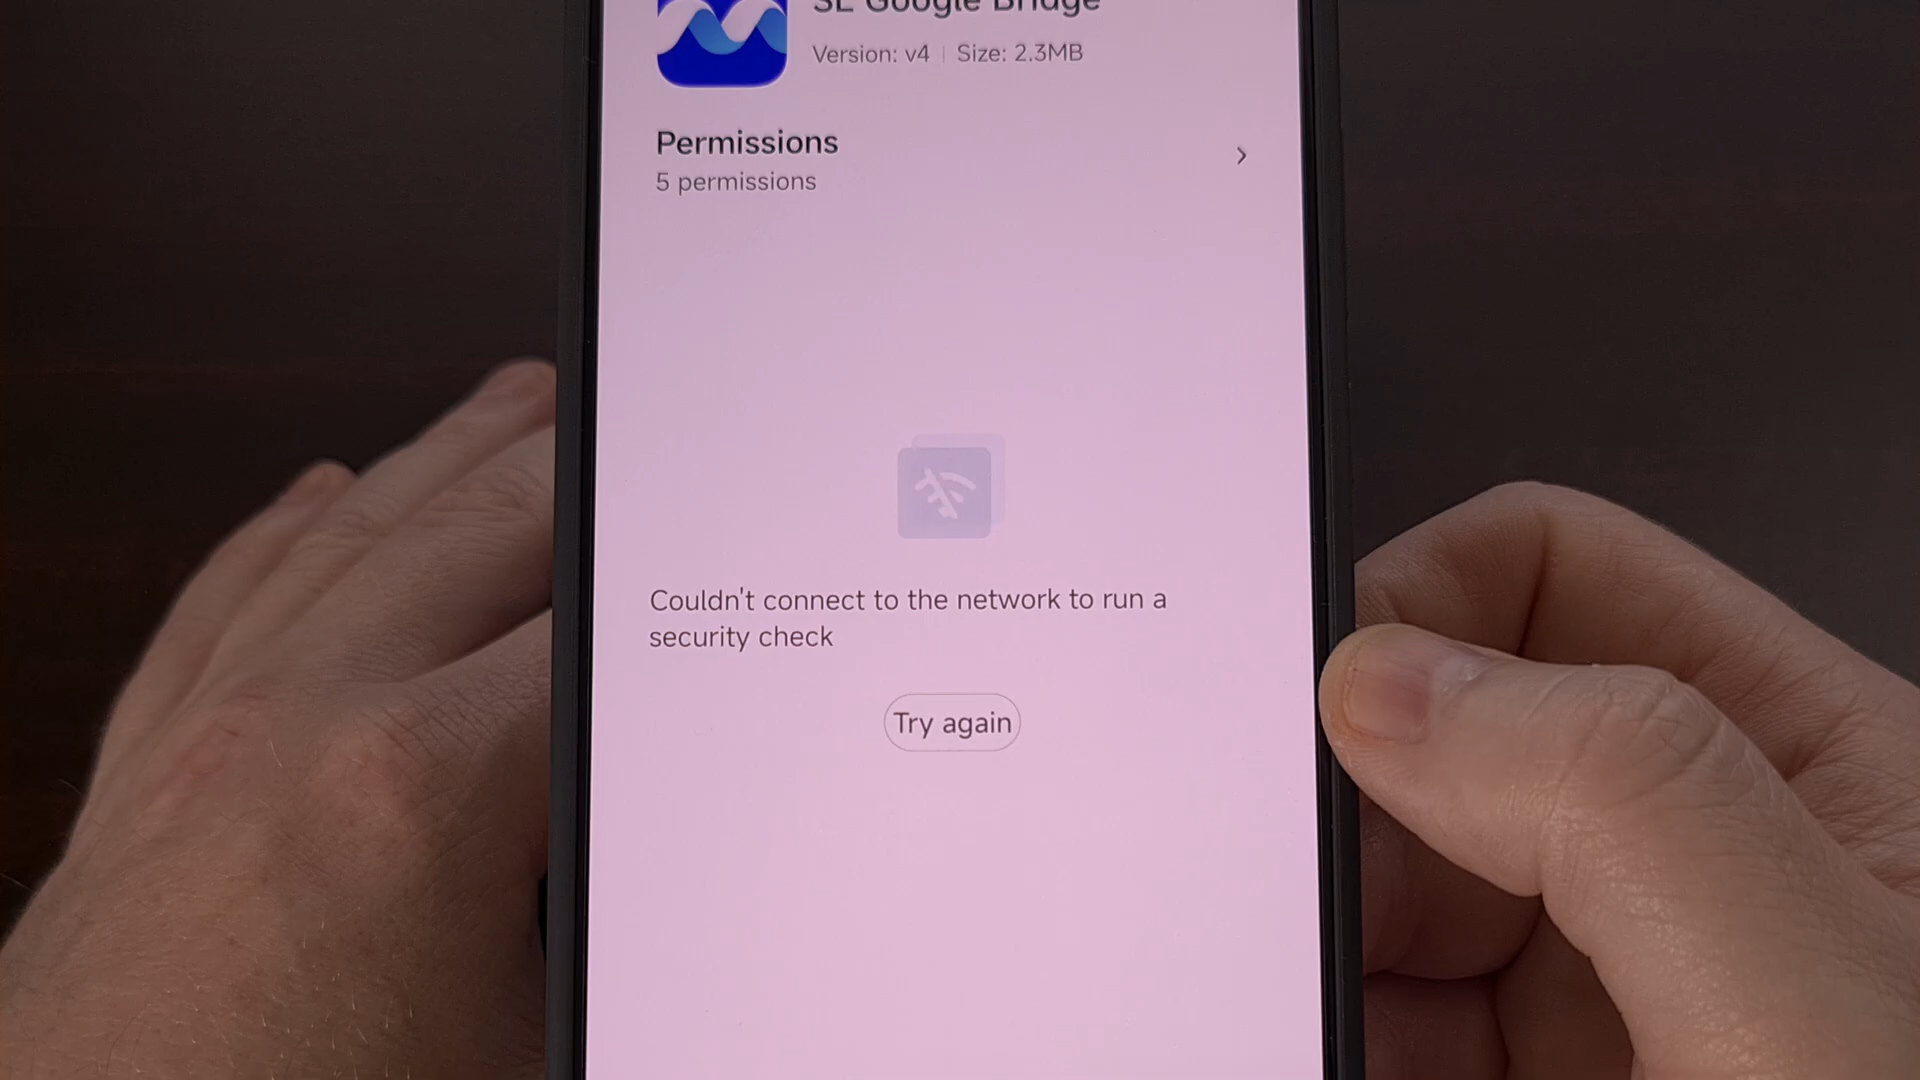 SL Google Bridge
Version: v4 | Size: 2.3MB
Permissions
5 permissions
Couldn't connect to the network to run a
security check
Try again